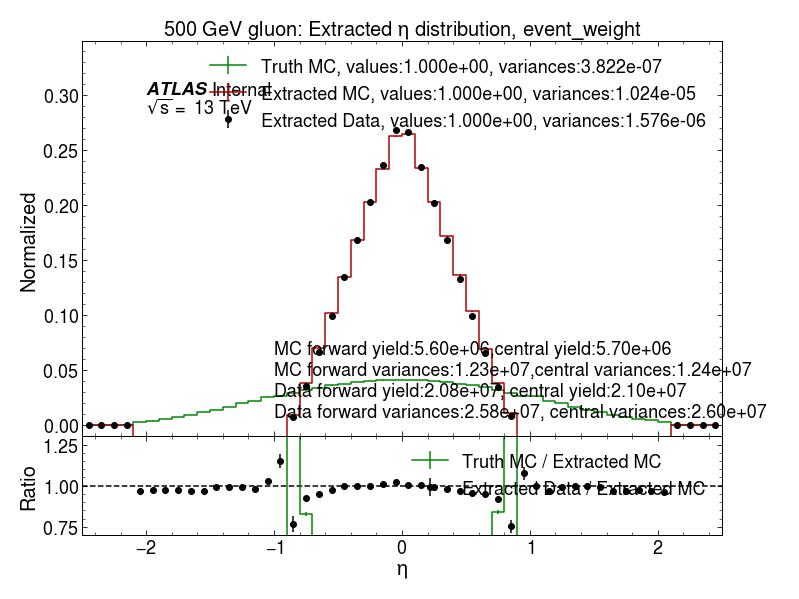 500 GeV gluon: Extracted η distribution, event_weight
Truth MC, values:1.000e+00, variances:3.822e-07
ATLAS Internal
Extracted MC, values:1.000e+00, variances:1.024e-05
√s = 13 TeV
Extracted Data, values:1.000e+00, variances:1.576e-06
Normalized
0.30
0.25
0.20
0.15
0.10
0.05
0.00
MC forward yield:5.60e+06,central yield:5.70e+06
MC forward variances:1.23e+07,central variances:1.24e+07
Data forward yield:2.08e+07, central yield:2.10e+07
Data forward variances:2.58e+07, central variances:2.60e+07
Ratio
1.25
1.00
0.75
Truth MC / Extracted MC
Extracted Data / Extracted MC
−2 −1 0 1 2
η